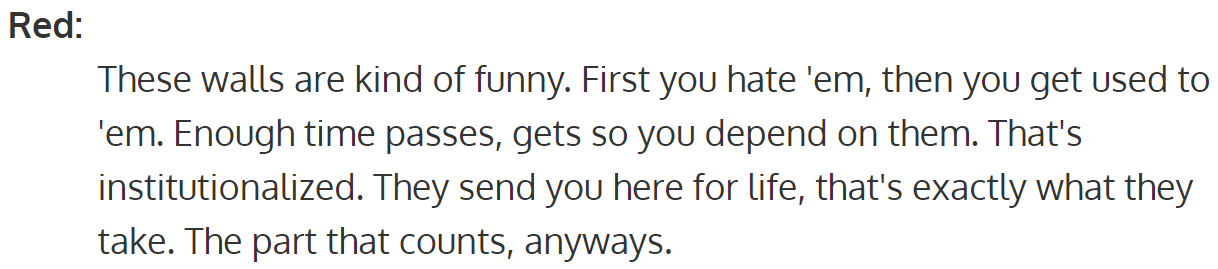 Red:
These walls are kind of funny. First you hate 'em, then you get used to
'em. Enough time passes, gets so you depend on them. That's
institutionalized. They send you here for life, that's exactly what they
take. The part that counts, anyways.